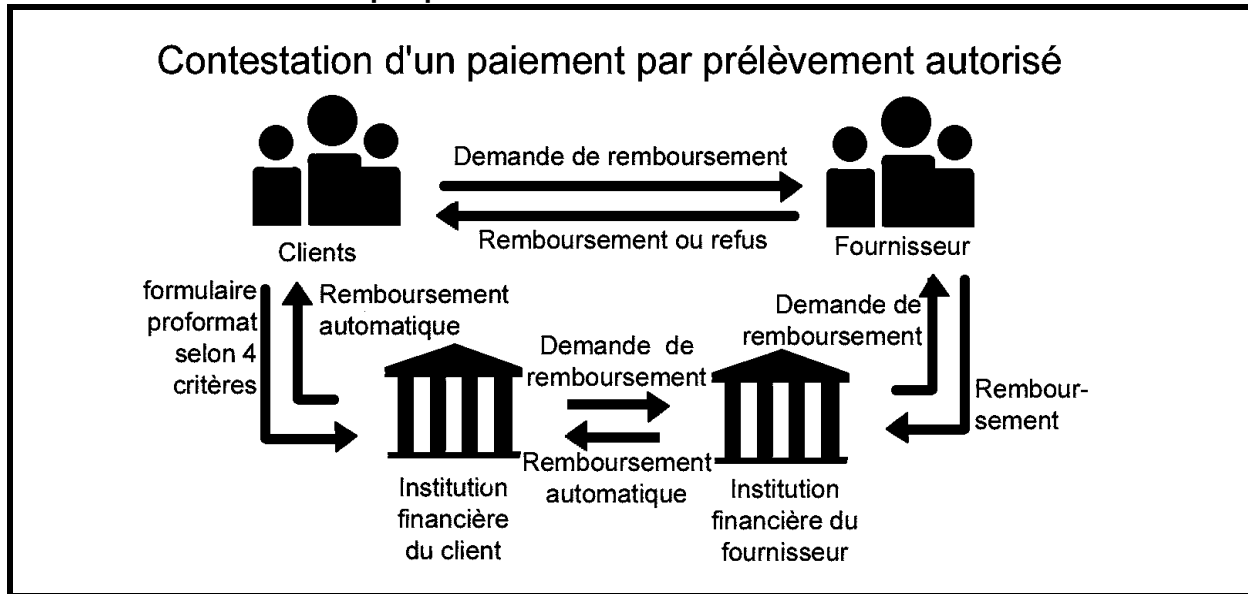 Contestation d'un paiement par prélèvement autorisé
Demande de remboursement
Remboursement ou refus
Clients
Fournisseur
formulaire
proformat
selon 4
critères
Remboursement
automatique
Demande de
remboursement
Remboursement
automatique
Demande de
remboursement
Rembour-
sement
Institution
financière
du client
Institution
financière du
fournisseur